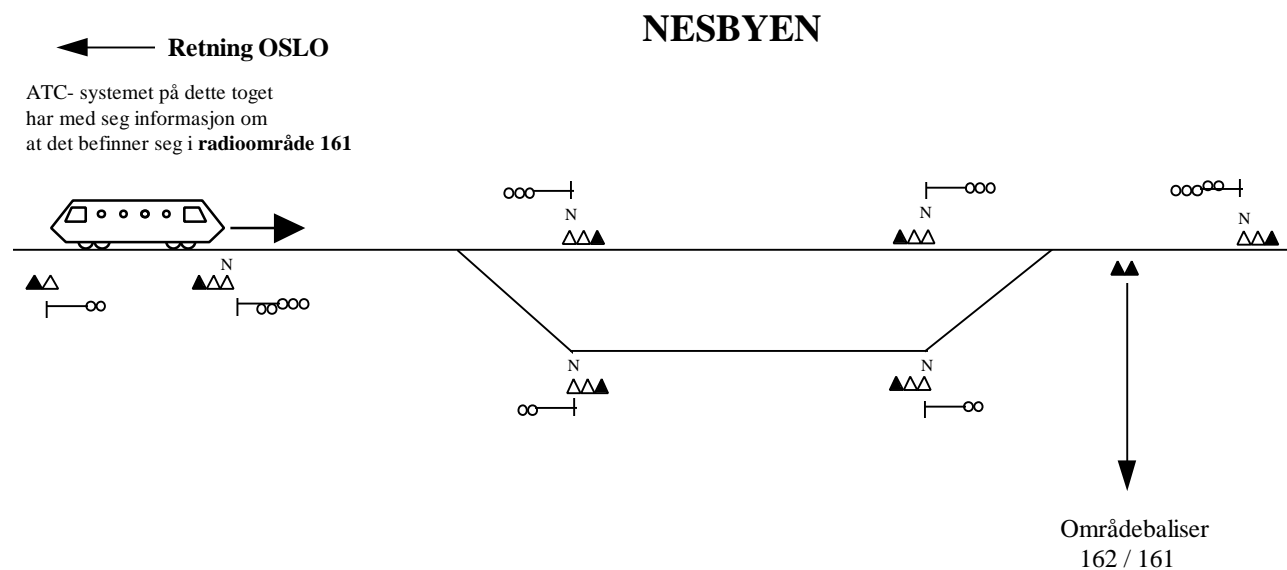 NESBYEN
Retning OSLO
ATC- systemet på dette toget
har med seg informasjon om
at det befinner seg i radioområde 161
N
N
N
N
N
N
Områdebaliser
162 / 161